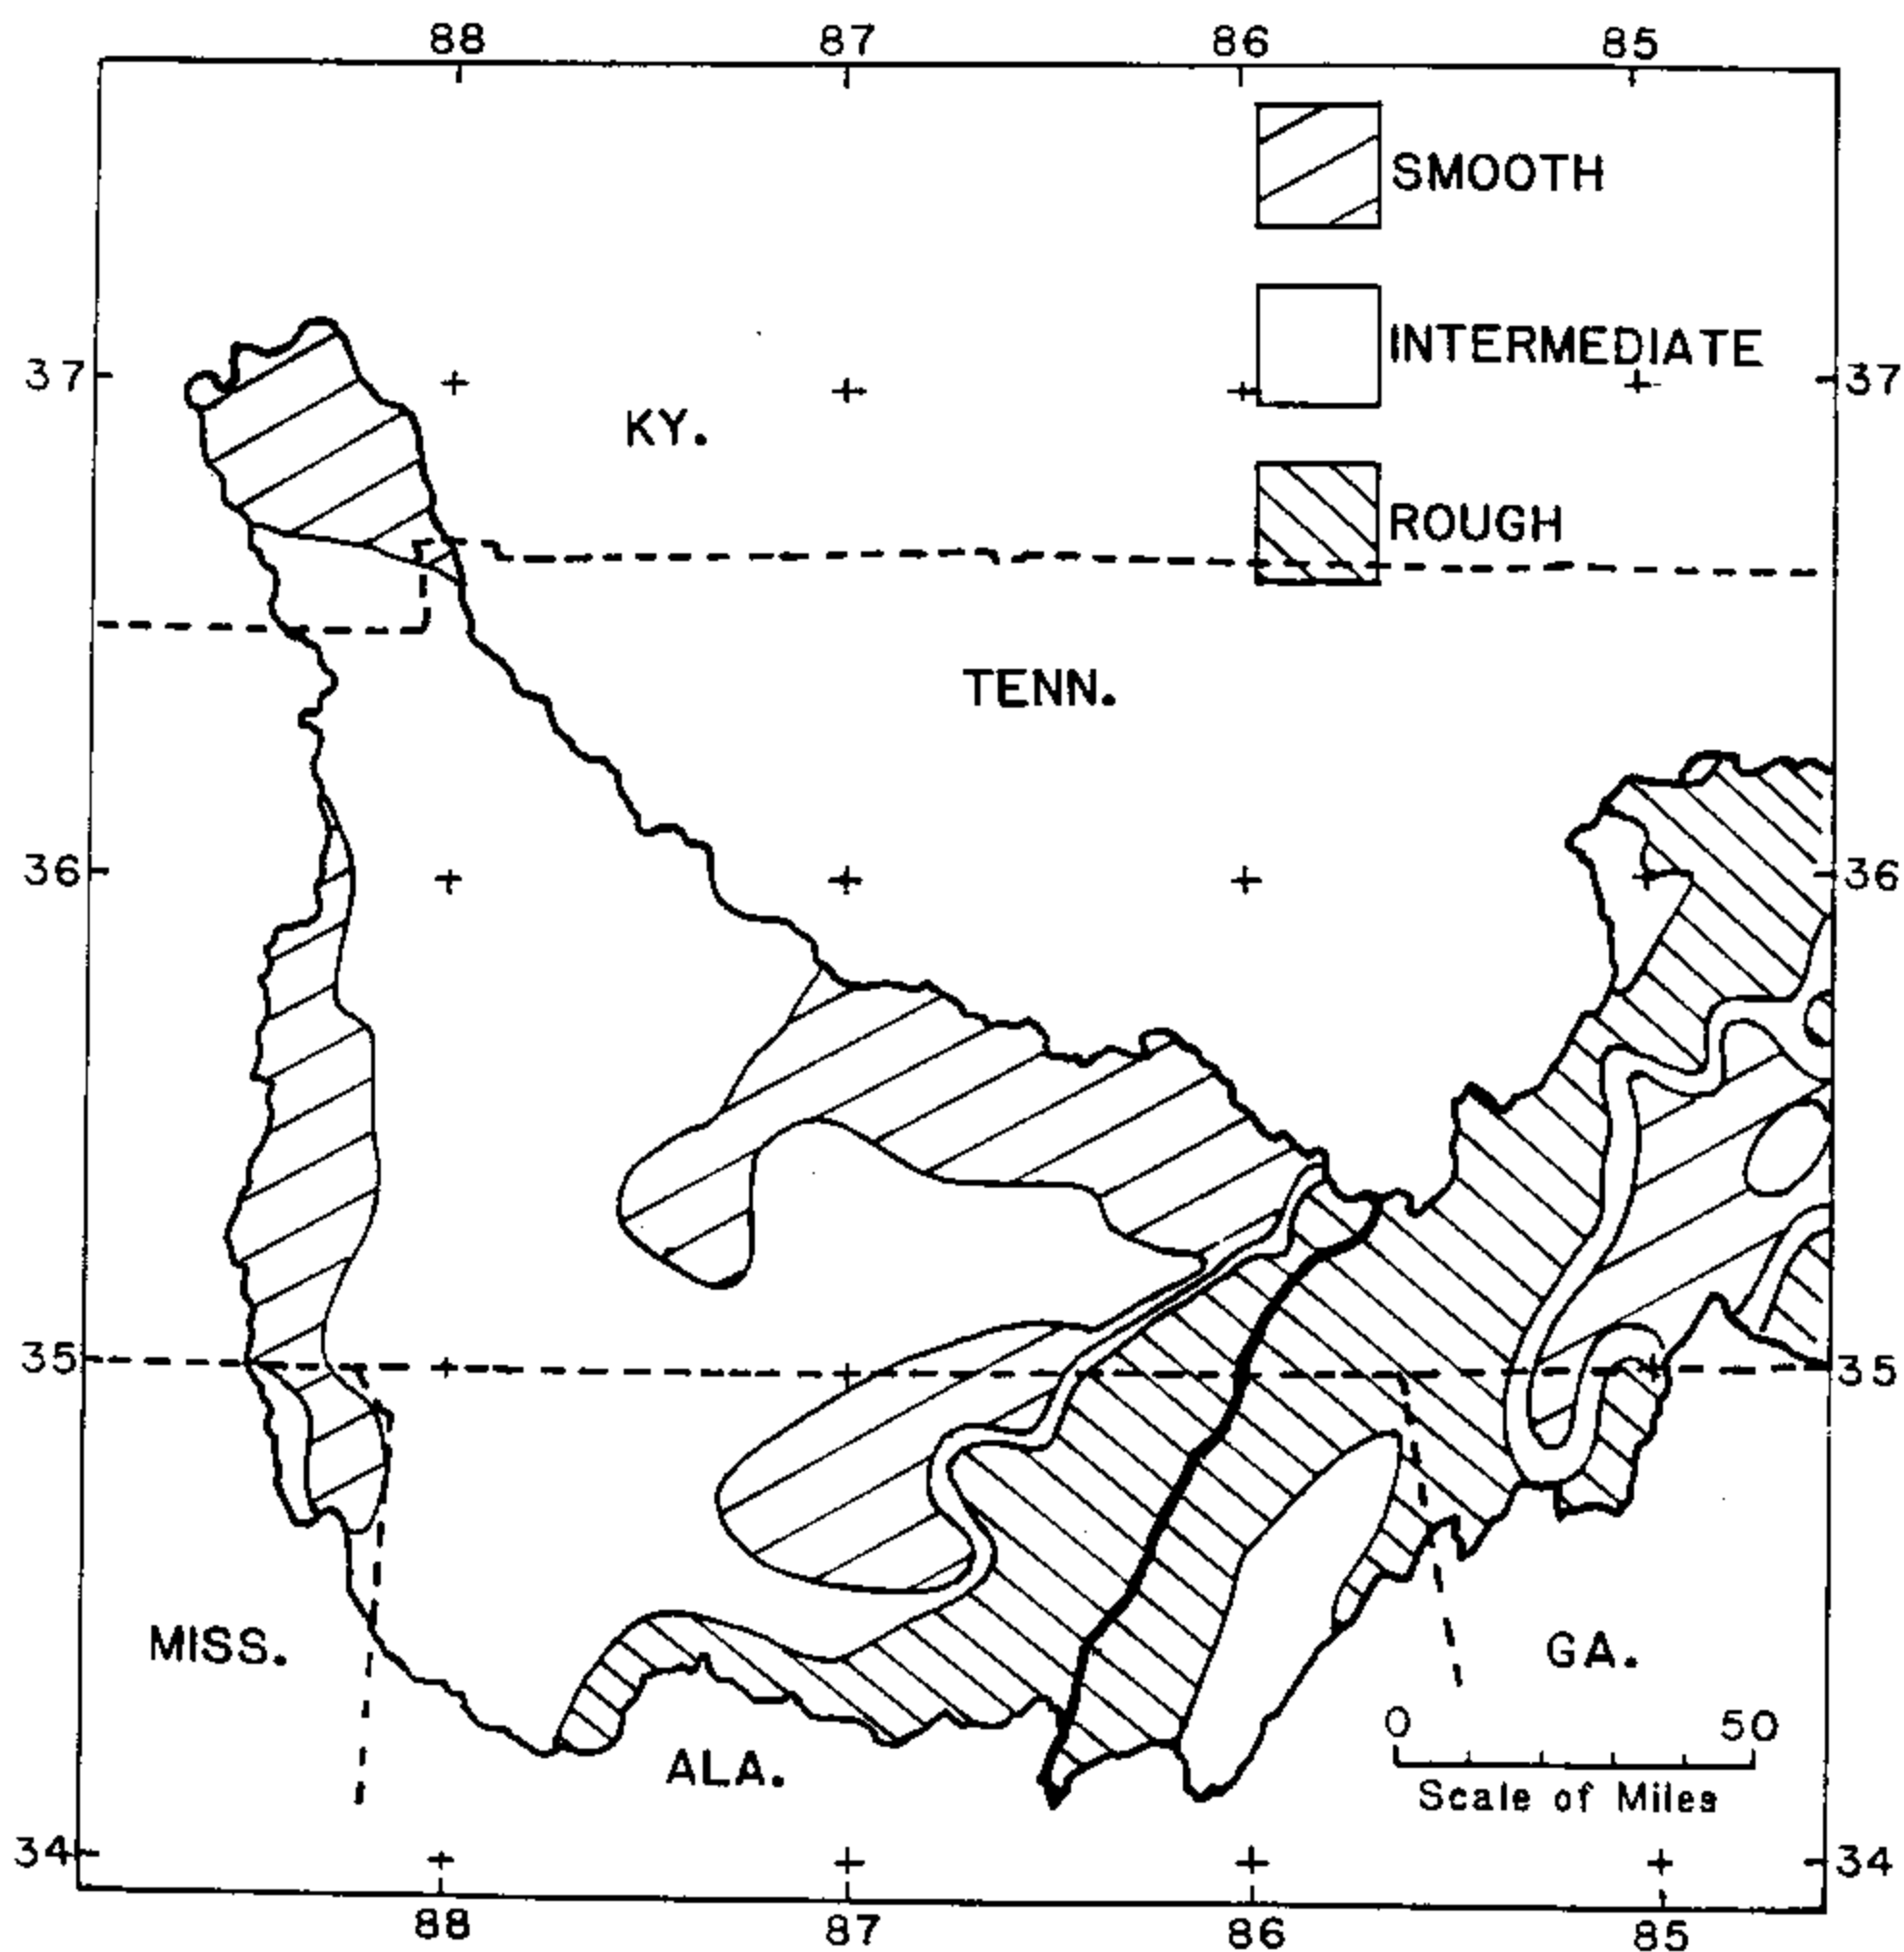 88 87 86 85
SMOOTH
37 INTERMEDIATE 37
KY.
ROUGH
TENN.
36 36
35 35
MISS. GA.
0 50
ALA.
Scale of Miles
34 34
88 87 86 85